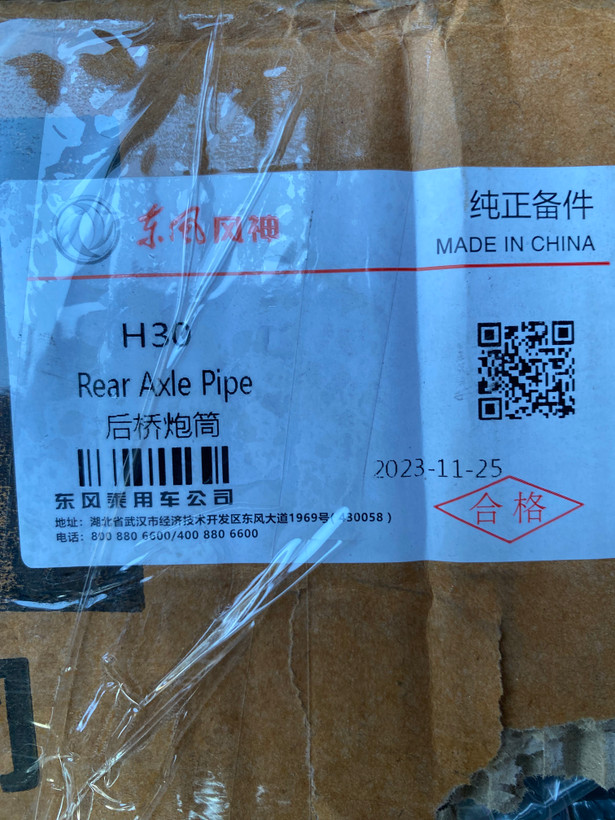 东风风神
纯正备件
MADE IN CHINA
H30
Rear Axle Pipe
后桥炮筒
2023-11-25
合格
东风乘用车公司
地址：湖北省武汉市经济技术开发区东风大道1969号(430058)
电话：800 880 6600/400 880 6600